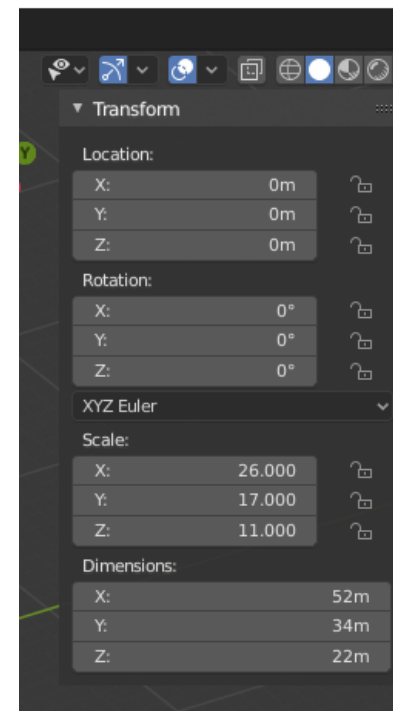 Transform
Y
Location:
X: 0m
Y: 0m
Z: 0m
Rotation:
X: 0°
Y: 0°
Z: 0°
XYZ Euler
Scale:
X: 26.000
Y: 17.000
Z: 11.000
Dimensions:
X: 52m
Y: 34m
Z: 22m